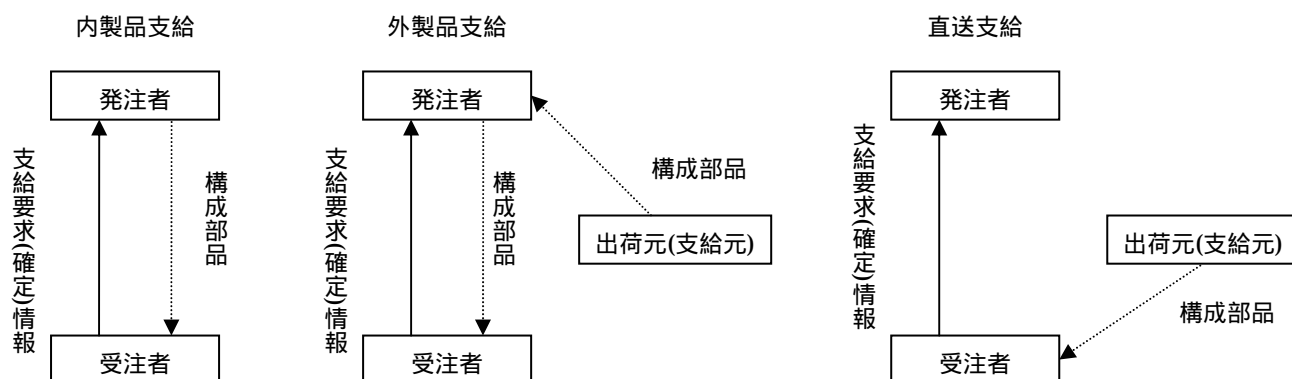 内製品支給
外製品支給
直送支給
発注者
発注者
発注者
支給要求(確定)情報
構成部品
支給要求(確定)情報
構成部品
構成部品
出荷元(支給元)
支給要求(確定)情報
出荷元(支給元)
構成部品
受注者
受注者
受注者